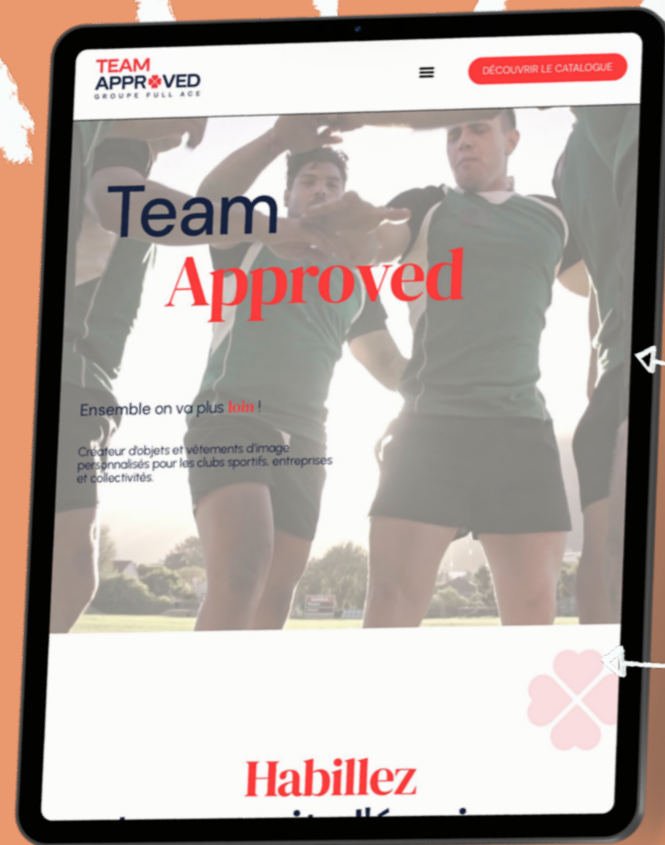 TEAM
APPROVED
GROUPE FULL ACE
DÉCOUVRIR LE CATALOGUE
Team
Approved
Ensemble on va plus loin !
Créateur d'objets et vêtements d'image
personnalisés pour les clubs sportifs, entreprises
et collectivités.
Habillez